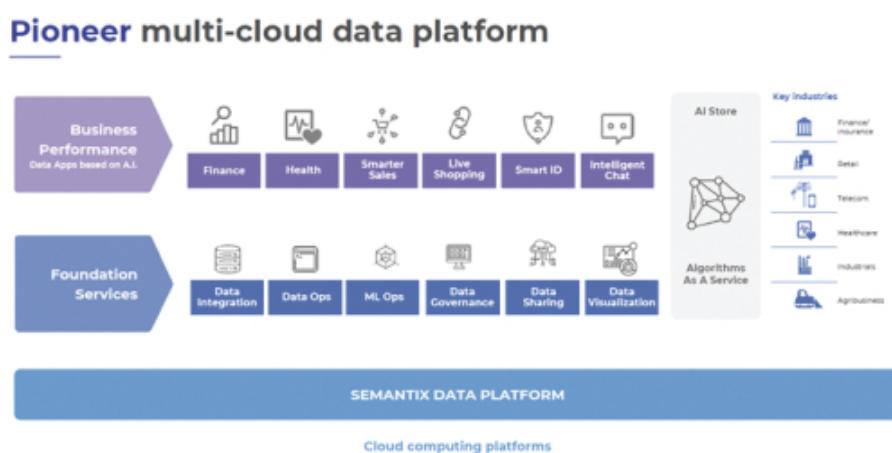 Pioneer multi-cloud data platform
Business
Performance
Data Apps based on A.I.
Finance
Health
Smarter
Sales
Live
Shopping
Smart ID
Intelligent
Chat
Foundation
Services
Data
Integration
Data Ops
ML Ops
Data
Governance
Data
Sharing
Data
Visualization
AI Store
Algorithms
As A Service
Key industries
Finance/
Insurance
Retail
Telecom
Healthcare
Industrials
Agribusiness
SEMANTIX DATA PLATFORM
Cloud computing platforms